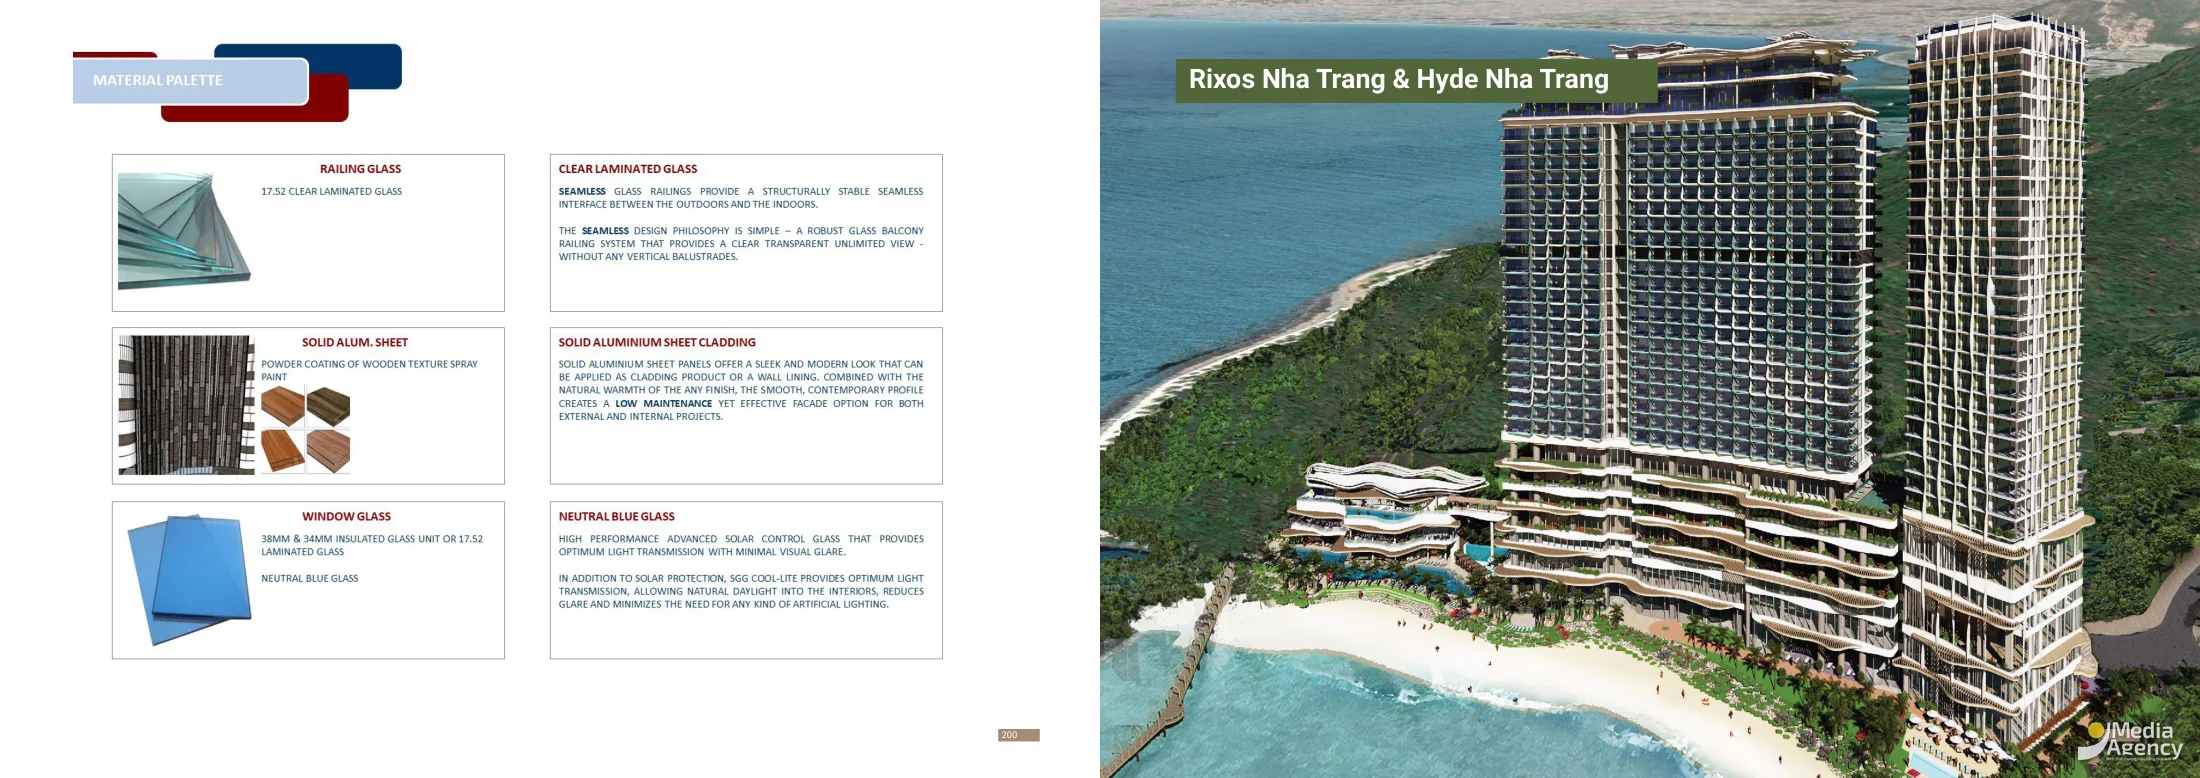 MATERIAL PALETTE
RAILING GLASS
17.52 CLEAR LAMINATED GLASS
CLEAR LAMINATED GLASS
SEAMLESS GLASS RAILINGS PROVIDE A STRUCTURALLY STABLE SEAMLESS
INTERFACE BETWEEN THE OUTDOORS AND THE INDOORS.
THE SEAMLESS DESIGN PHILOSOPHY IS SIMPLE – A ROBUST GLASS BALCONY
RAILING SYSTEM THAT PROVIDES A CLEAR TRANSPARENT UNLIMITED VIEW -
WITHOUT ANY VERTICAL BALUSTRADES.
SOLID ALUM. SHEET
POWDER COATING OF WOODEN TEXTURE SPRAY
PAINT
SOLID ALUMINIUM SHEET CLADDING
SOLID ALUMINIUM SHEET PANELS OFFER A SLEEK AND MODERN LOOK THAT CAN
BE APPLIED AS CLADDING PRODUCT OR A WALL LINING. COMBINED WITH THE
NATURAL WARMTH OF THE ANY FINISH, THE SMOOTH, CONTEMPORARY PROFILE
CREATES A LOW MAINTENANCE YET EFFECTIVE FACADE OPTION FOR BOTH
EXTERNAL AND INTERNAL PROJECTS.
WINDOW GLASS
38MM & 34MM INSULATED GLASS UNIT OR 17.52
LAMINATED GLASS
NEUTRAL BLUE GLASS
NEUTRAL BLUE GLASS
HIGH PERFORMANCE ADVANCED SOLAR CONTROL GLASS THAT PROVIDES
OPTIMUM LIGHT TRANSMISSION WITH MINIMAL VISUAL GLARE.
IN ADDITION TO SOLAR PROTECTION, SGG COOL-LITE PROVIDES OPTIMUM LIGHT
TRANSMISSION, ALLOWING NATURAL DAYLIGHT INTO THE INTERIORS, REDUCES
GLARE AND MINIMIZES THE NEED FOR ANY KIND OF ARTIFICIAL LIGHTING.
200
Rixos Nha Trang & Hyde Nha Trang
Media
Agency